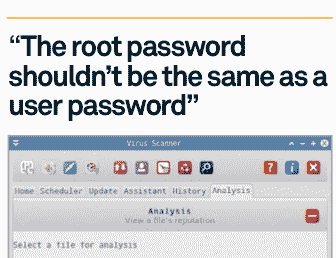 “The root password
shouldn’t be the same as a
user password”
Virus Scanner
Home Scheduler Update Assistant History Analysis
Analysis
View a file's reputation
Select a file for analysis